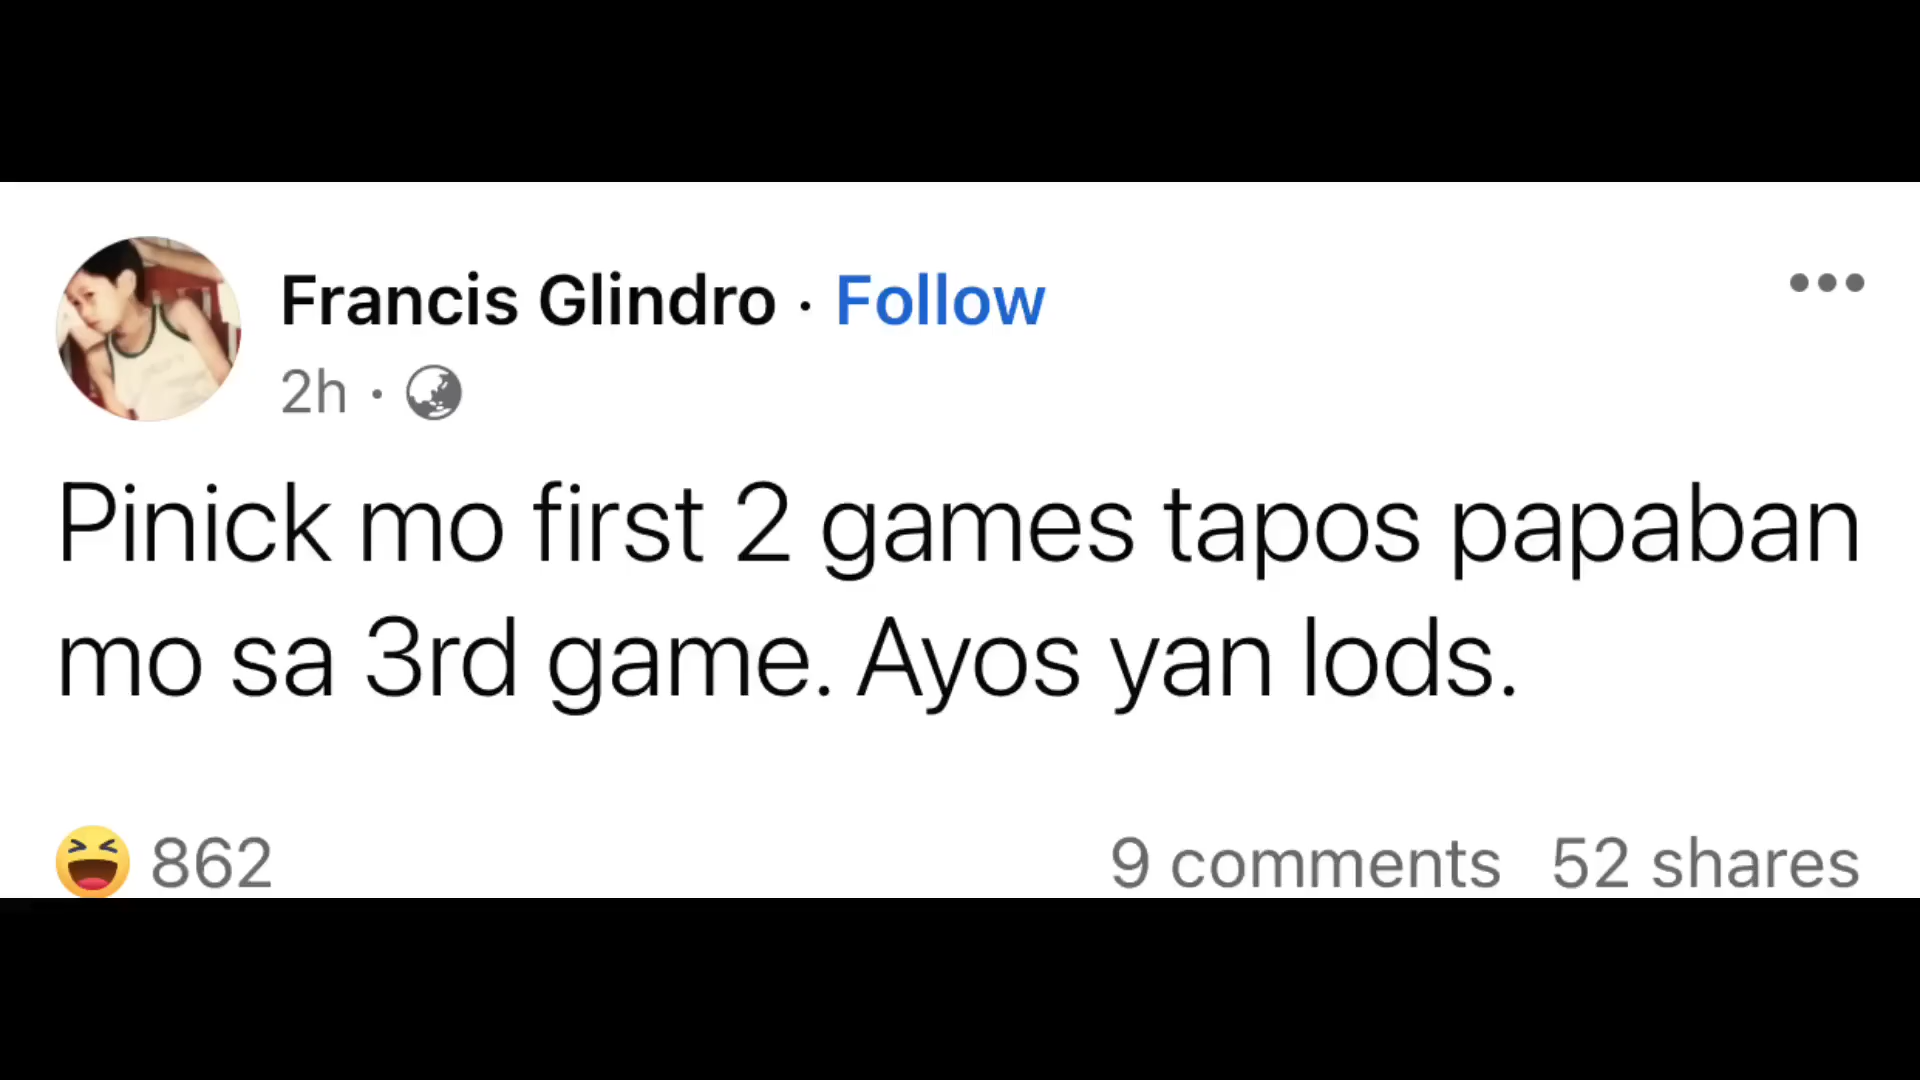 Francis Glindro · Follow
2h ·
Pinick mo first 2 games tapos papaban
mo sa 3rd game. Ayos yan lods.
862
9 comments 52 shares